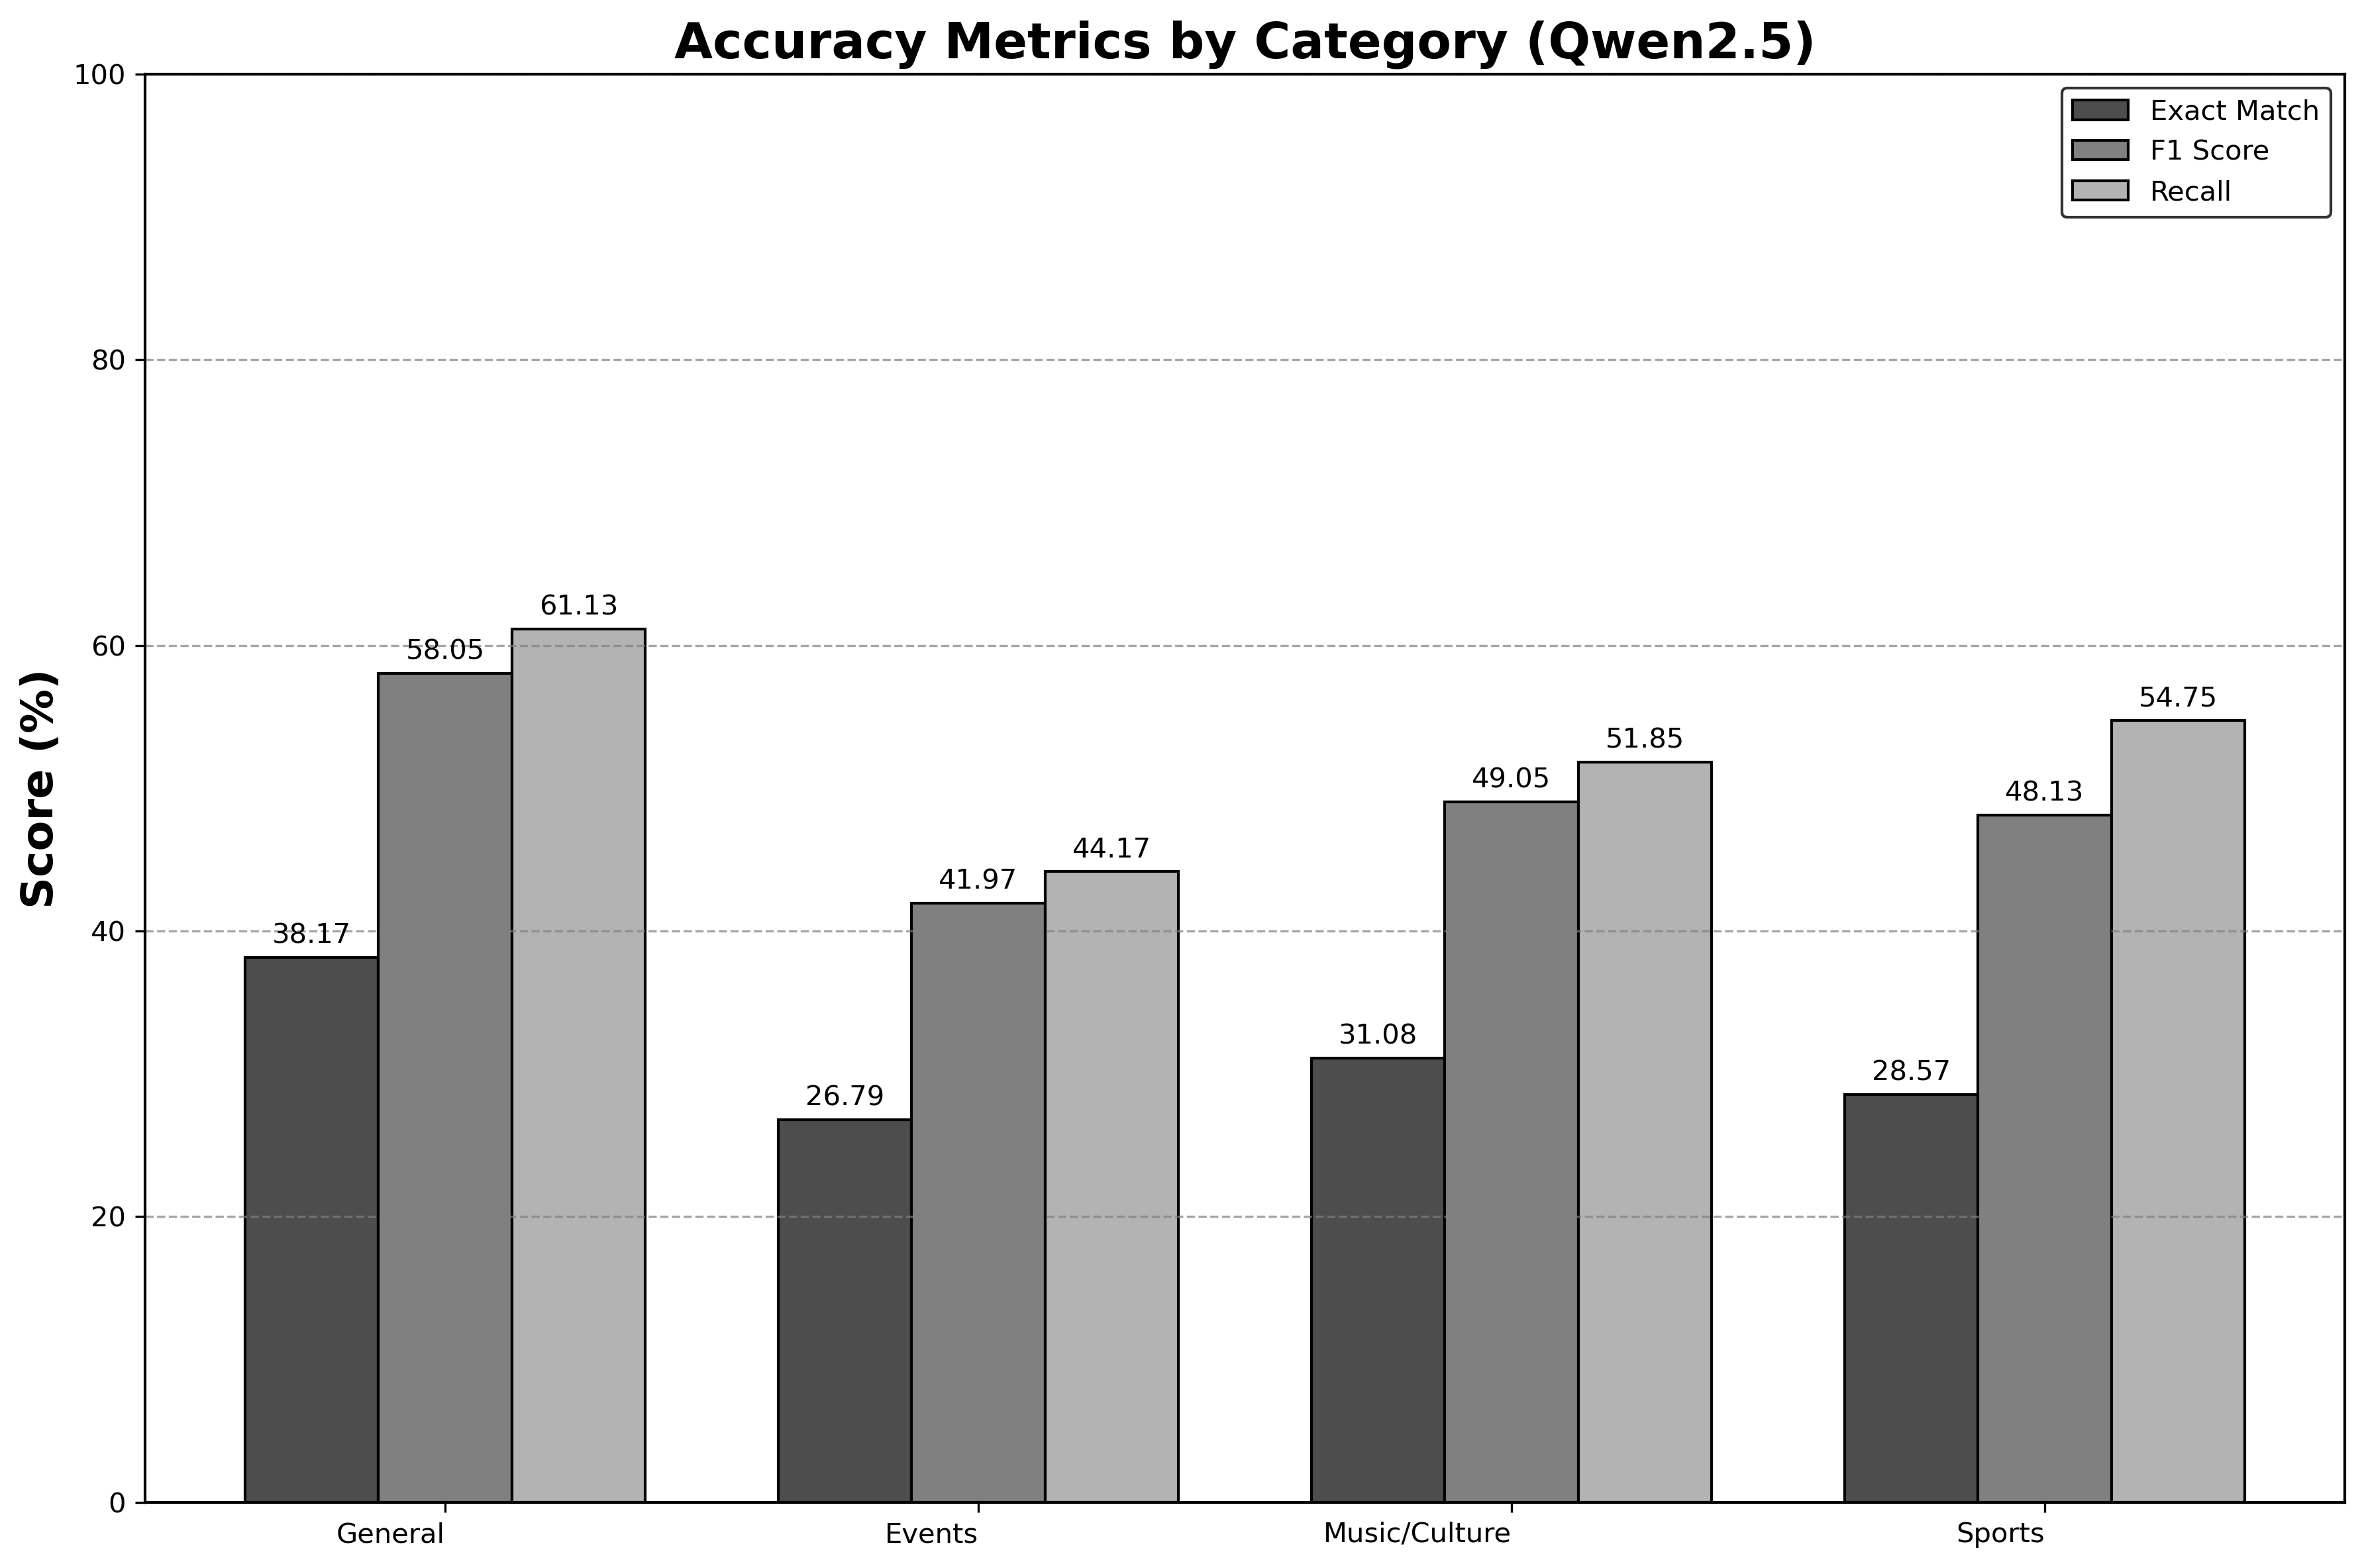 Accuracy Metrics by Category (Qwen2.5)
100
80
60
40
20
0
Score (%)
Exact Match
F1 Score
Recall
38.17
58.05
61.13
26.79
41.97
44.17
31.08
49.05
51.85
28.57
48.13
54.75
General
Events
Music/Culture
Sports